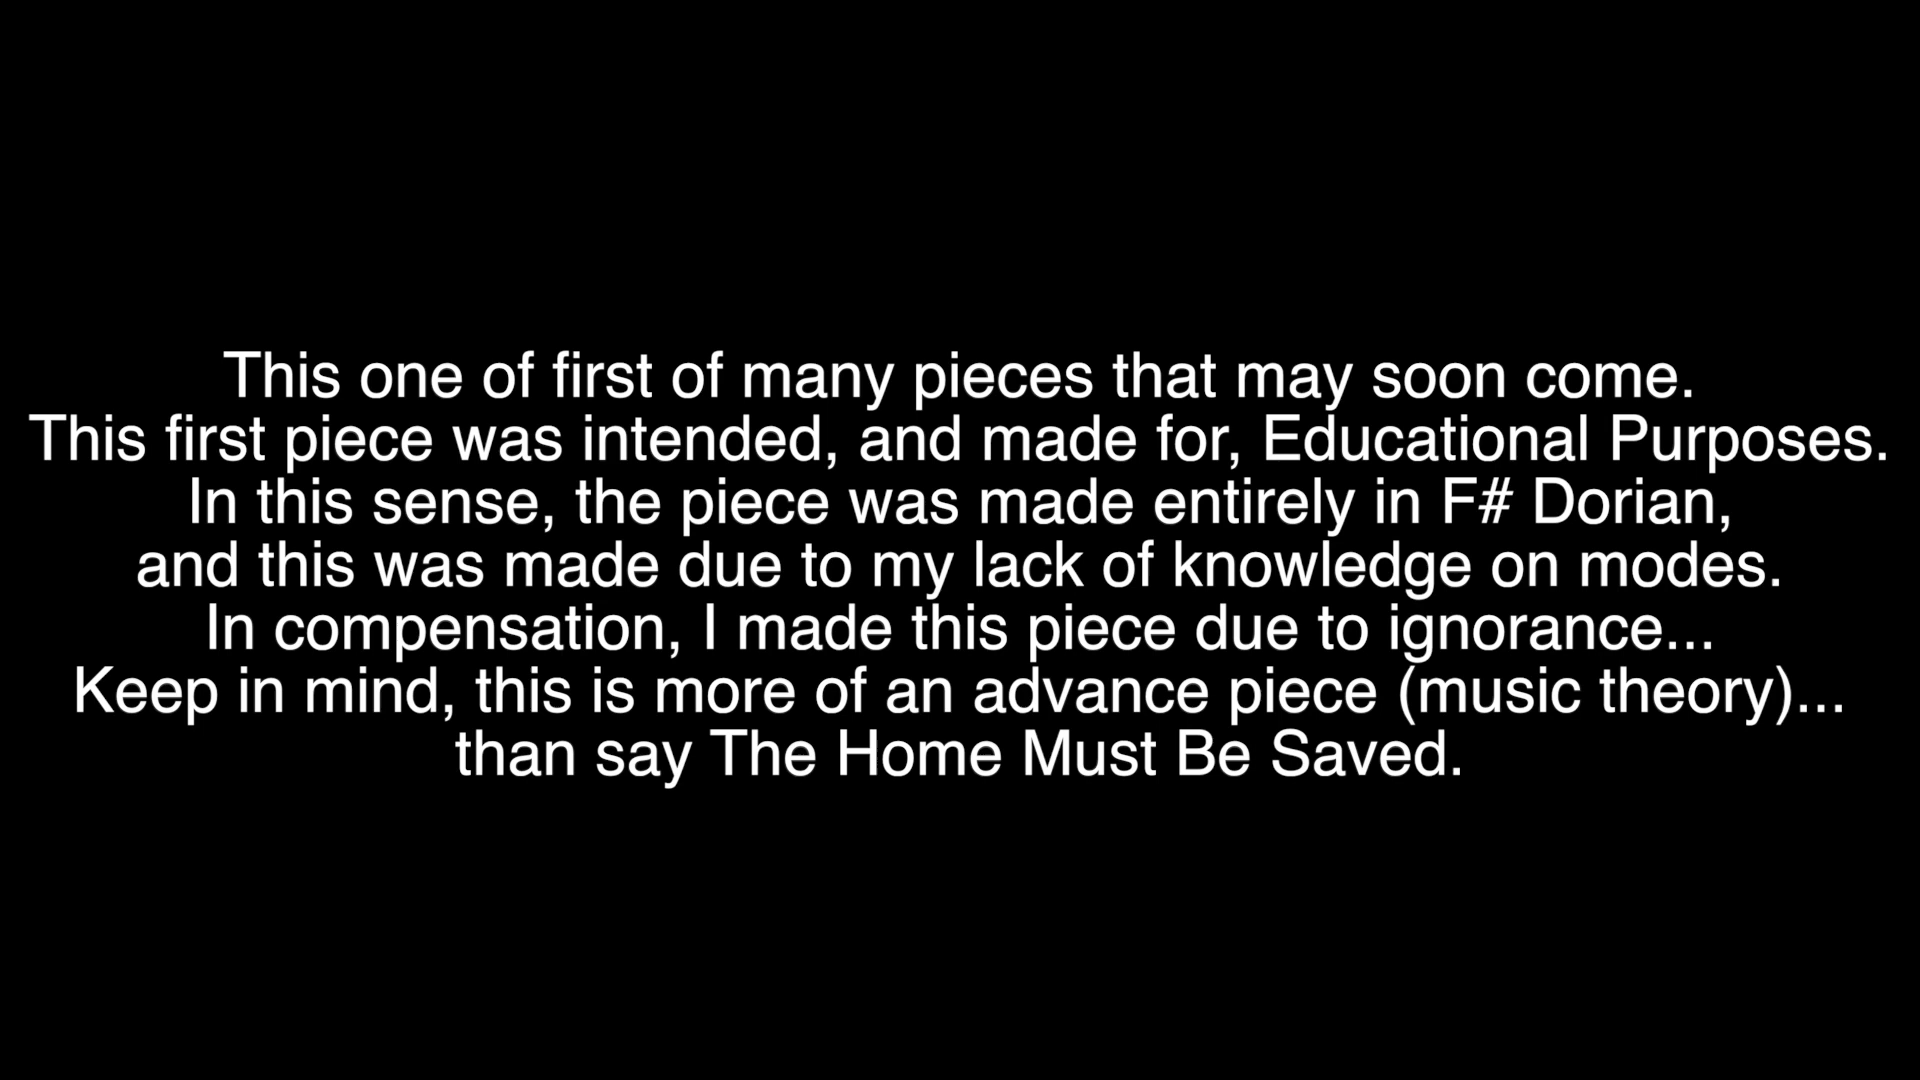 This one of first of many pieces that may soon come.
This first piece was intended, and made for, Educational Purposes.
In this sense, the piece was made entirely in F# Dorian,
and this was made due to my lack of knowledge on modes.
In compensation, I made this piece due to ignorance...
Keep in mind, this is more of an advance piece (music theory)...
than say The Home Must Be Saved.